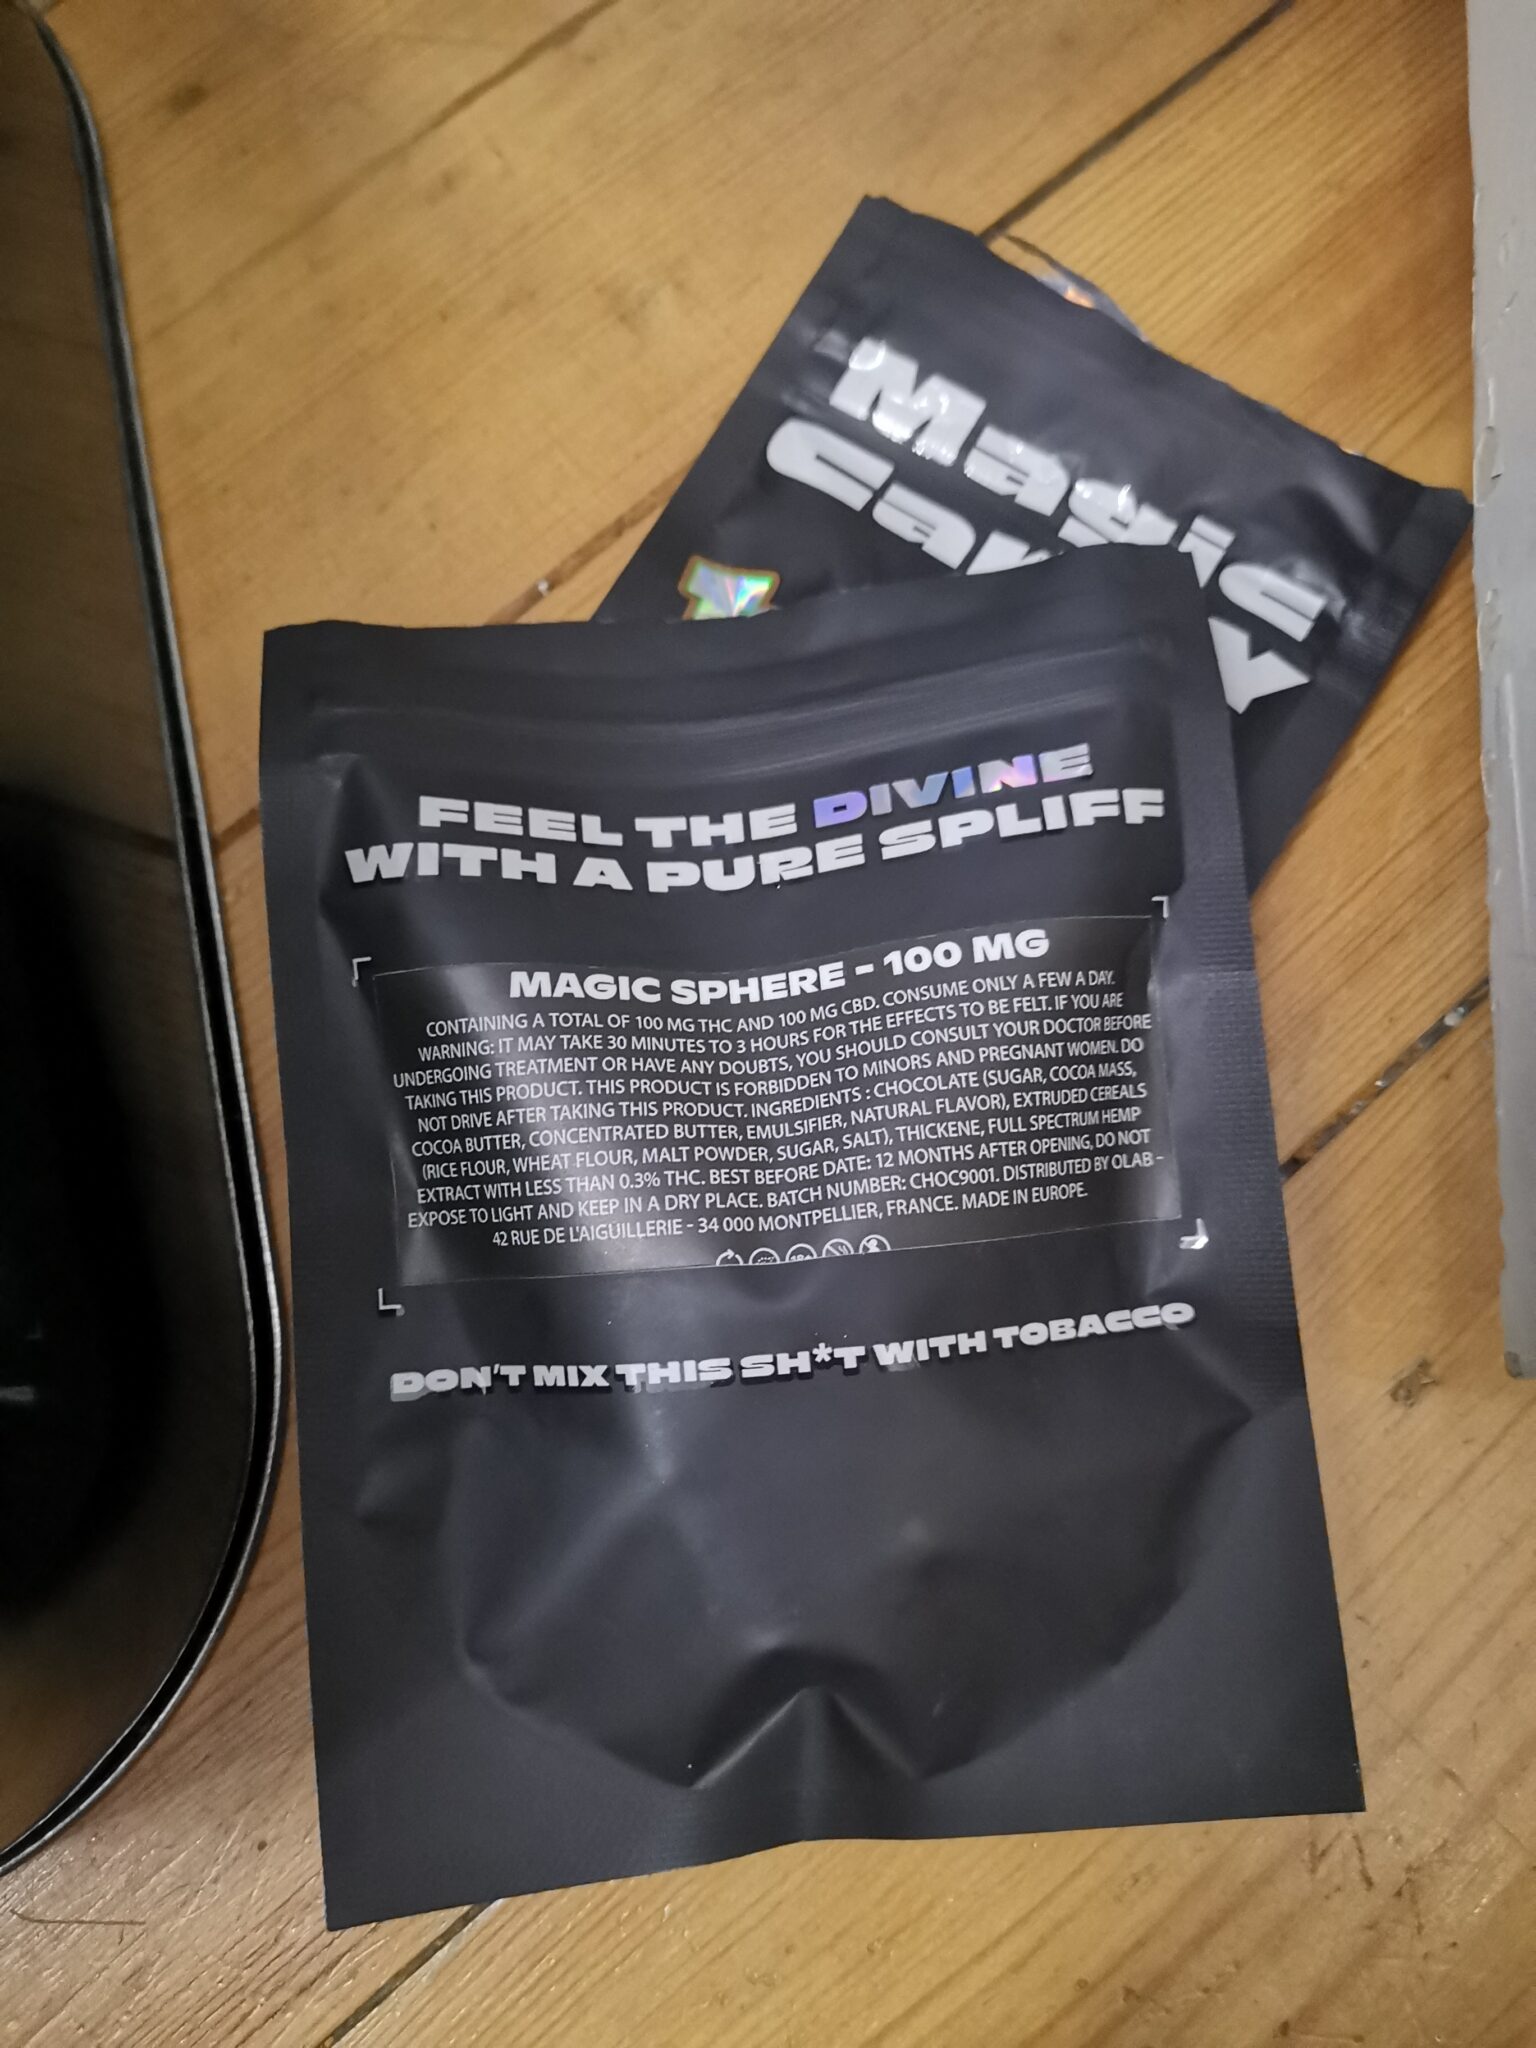 Magic
FEEL THE DIVINE
WITH A PURE SPLIFF
MAGIC SPHERE - 100 MG
CONTAINING A TOTAL OF 100 MG THC AND 100 MG CBD. CONSUME ONLY A FEW A DAY.
WARNING: IT MAY TAKE 30 MINUTES TO 3 HOURS FOR THE EFFECTS TO BE FELT. IF YOU ARE
UNDERGOING TREATMENT OR HAVE ANY DOUBTS, YOU SHOULD CONSULT YOUR DOCTOR BEFORE
TAKING THIS PRODUCT. THIS PRODUCT IS FORBIDDEN TO MINORS AND PREGNANT WOMEN. DO
NOT DRIVE AFTER TAKING THIS PRODUCT. INGREDIENTS : CHOCOLATE (SUGAR, COCOA MASS,
COCOA BUTTER, CONCENTRATED BUTTER, EMULSIFIER, NATURAL FLAVOR), EXTRUDED CEREALS
(RICE FLOUR, WHEAT FLOUR, MALT POWDER, SUGAR, SALT), THICKENE, FULL SPECTRUM HEMP
EXTRACT WITH LESS THAN 0.3% THC. BEST BEFORE DATE: 12 MONTHS AFTER OPENING, DO NOT
EXPOSE TO LIGHT AND KEEP IN A DRY PLACE. BATCH NUMBER: CHOC9001. DISTRIBUTED BY OLAB -
42 RUE DE L'AIGUILLERIE - 34 000 MONTPELLIER, FRANCE. MADE IN EUROPE.
DON'T MIX THIS SH*T WITH TOBACCO